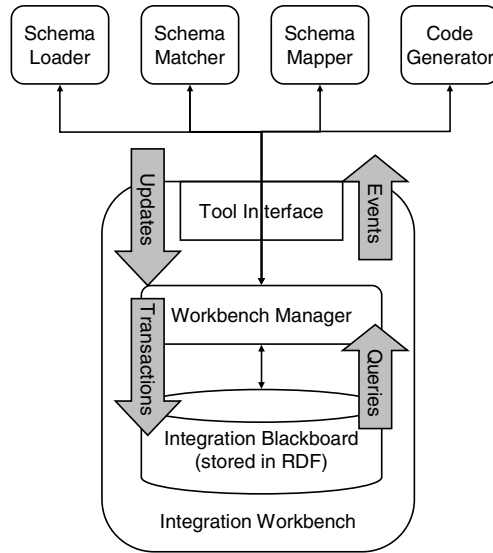 Schema
Loader
Schema
Matcher
Schema
Mapper
Code
Generator
Updates
Events
Tool Interface
Transactions
Workbench Manager
Queries
Integration Blackboard
(stored in RDF)
Integration Workbench